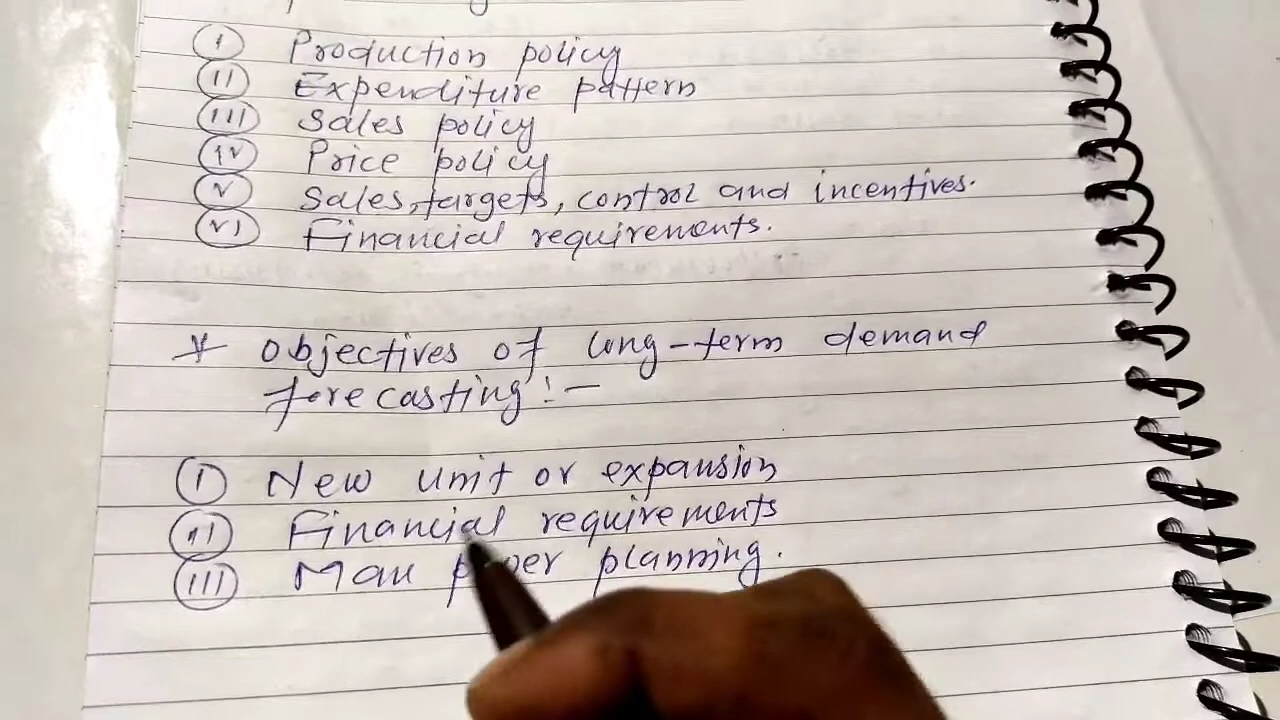 (i) Production policy
(ii) Expenditure pattern
(iii) Sales policy
(iv) Price policy
(v) Sales, targets, control and incentives.
(vi) Financial requirements.
* Objectives of long-term demand
forecasting:-
(i) New unit or expansion
(ii) Financial requirements
(iii) Man planning.